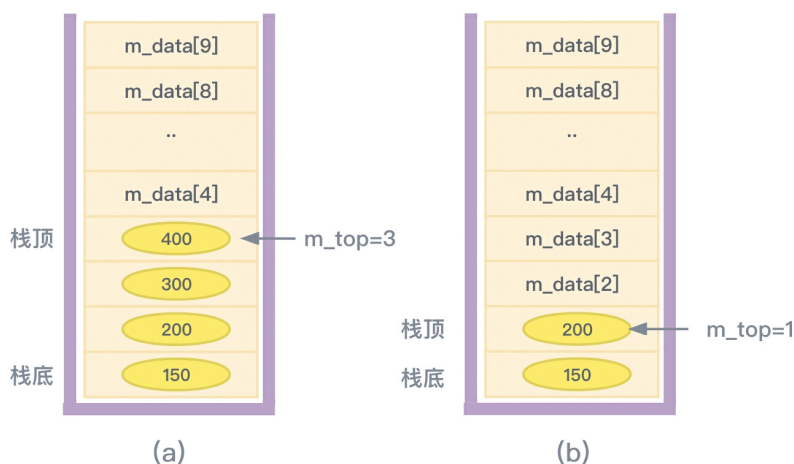 m_data[9]
m_data[8]
..
m_data[4]
栈顶
400
m_top=3
300
200
栈底
150
(a)
m_data[9]
m_data[8]
..
m_data[4]
m_data[3]
m_data[2]
栈顶
200
m_top=1
栈底
150
(b)